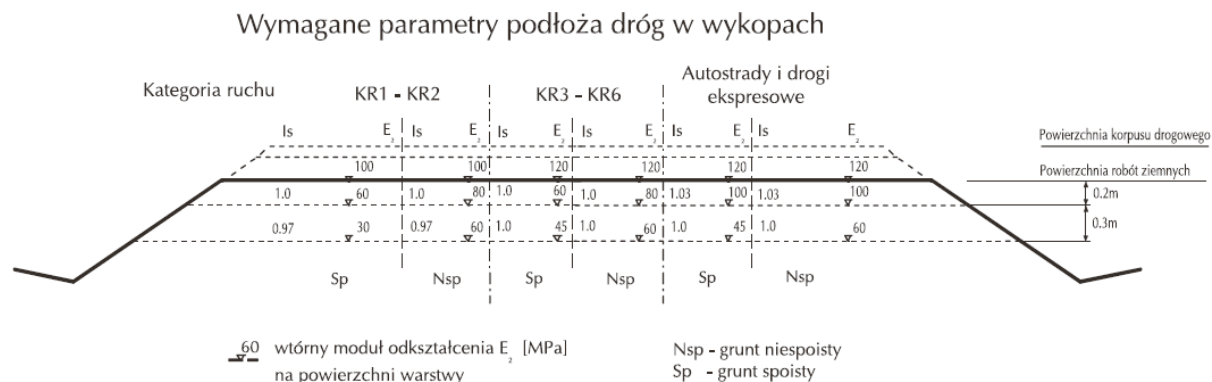 Wymagane parametry podłoża dróg w wykopach
Kategoria ruchu KR1 - KR2 KR3 - KR6 Autostrady i drogi
ekspresowe
Is E₂ Is E₂ Is E₂ Is E₂ Is E₂ Is E₂
Powierzchnia korpusu drogowego
100 100 120 120 120 120 Powierzchnia robót ziemnych
1.0 60 1.0 80 1.0 60 1.0 80 1.03 100 1.03 100 0.2m
0.97 30 0.97 60 1.0 45 1.0 60 1.0 45 1.0 60 0.3m
Sp Nsp Sp Nsp Sp Nsp
60 wtórny moduł odkształcenia E₂ [MPa]
na powierzchni warstwy
Nsp - grunt niespoisty
Sp - grunt spoisty